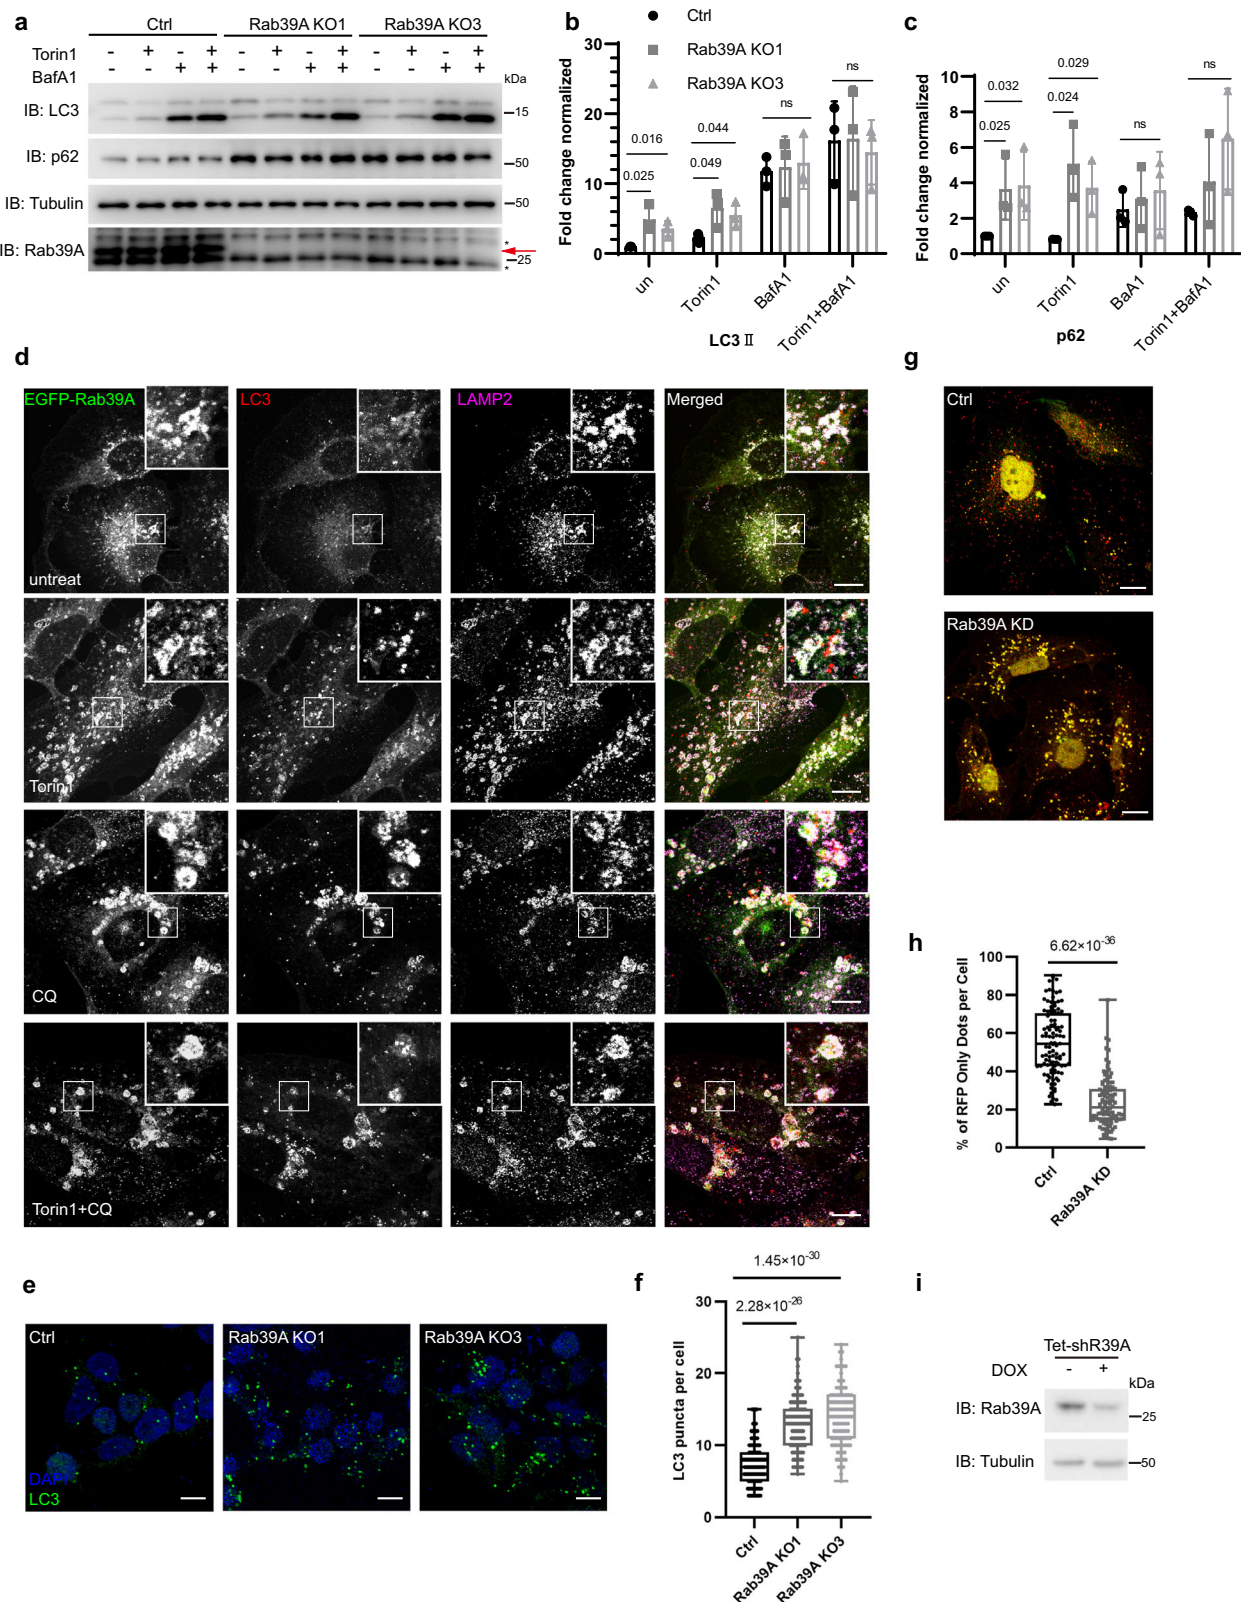 a
Ctrl
Rab39A KO1
Rab39A KO3
Torin1 - + - + - + - + - + - +
BafA1 - - + + - - + + - - + +
kDa
IB: LC3
15
IB: p62
50
IB: Tubulin
50
IB: Rab39A
*
25
*
b
Ctrl
Rab39A KO1
Rab39A KO3
Fold change normalized
30
20
10
0
0.025
0.016
0.049
0.044
ns
ns
un
Torin1
BafA1
Torin1+BafA1
LC3 II
c
Fold change normalized
10
8
6
4
2
0
0.025
0.032
0.024
0.029
ns
ns
un
Torin1
BaA1
Torin1+BafA1
p62
d
EGFP-Rab39A
LC3
LAMP2
Merged
untreat
Torin1
CQ
Torin1+CQ
g
Ctrl
Rab39A KD
h
6.62×10-36
% of RFP Only Dots per Cell
100
80
60
40
20
0
Ctrl
Rab39A KD
e
Ctrl
Rab39A KO1
Rab39A KO3
DAPI
LC3
f
1.45×10-30
2.28×10-26
LC3 puncta per cell
30
20
10
0
Ctrl
Rab39A KO1
Rab39A KO3
i
Tet-shR39A
DOX - +
kDa
IB: Rab39A
25
IB: Tubulin
50